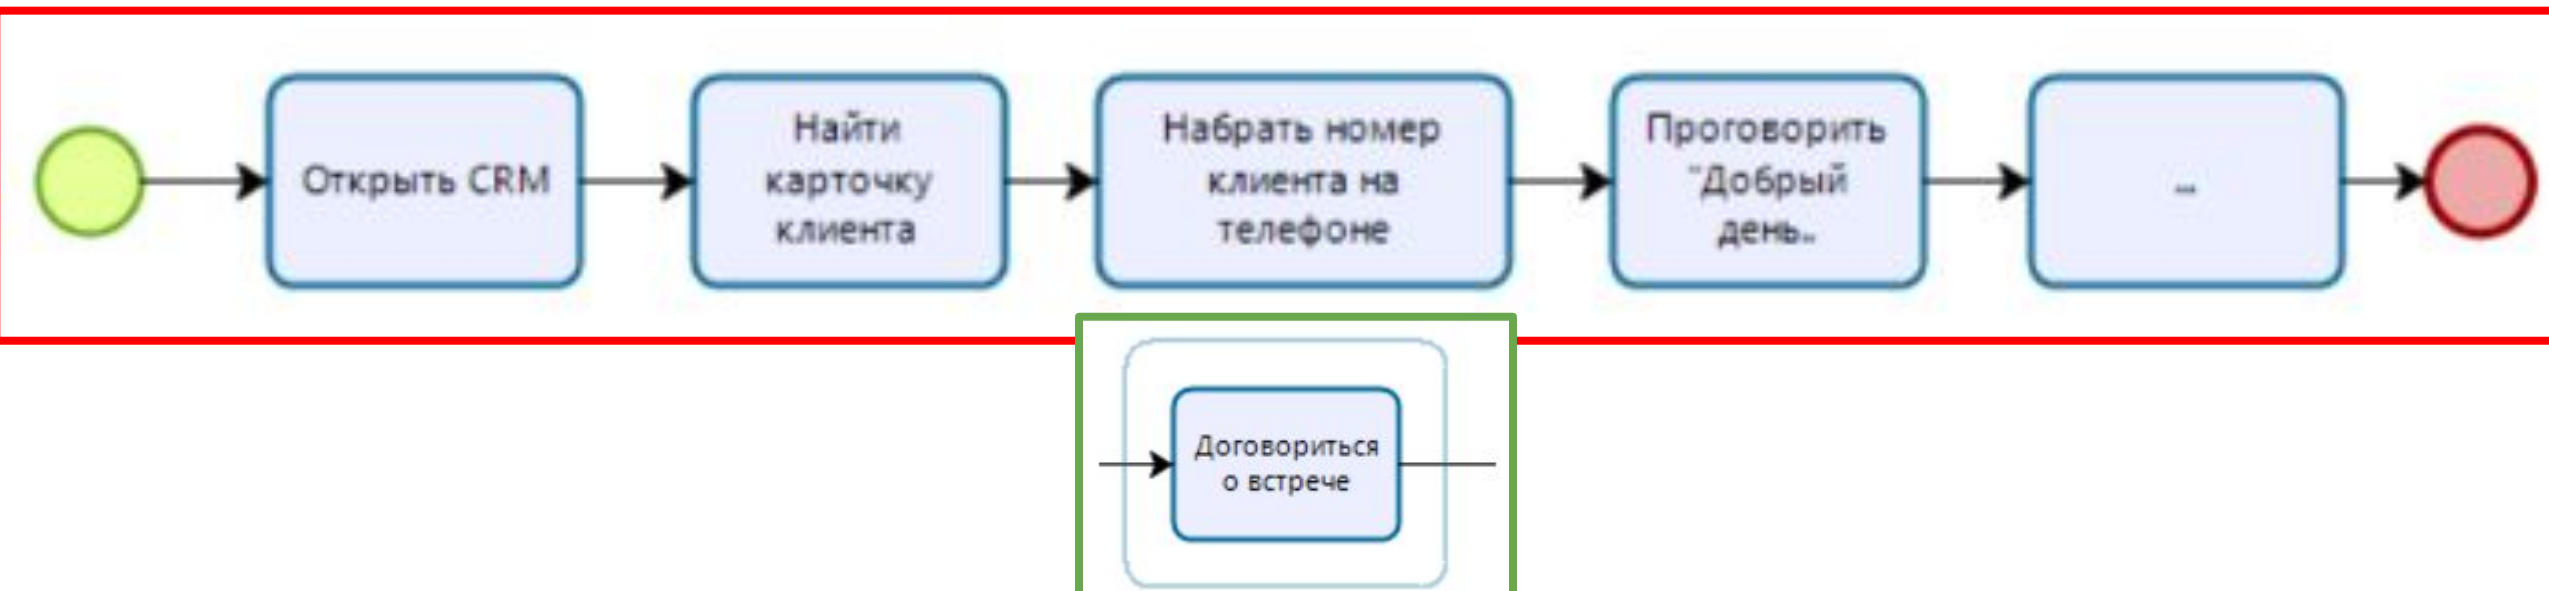 Открыть CRM
Найти
карточку
клиента
Набрать номер
клиента на
телефоне
Проговорить
"Добрый
день..
...
Договориться
о встрече